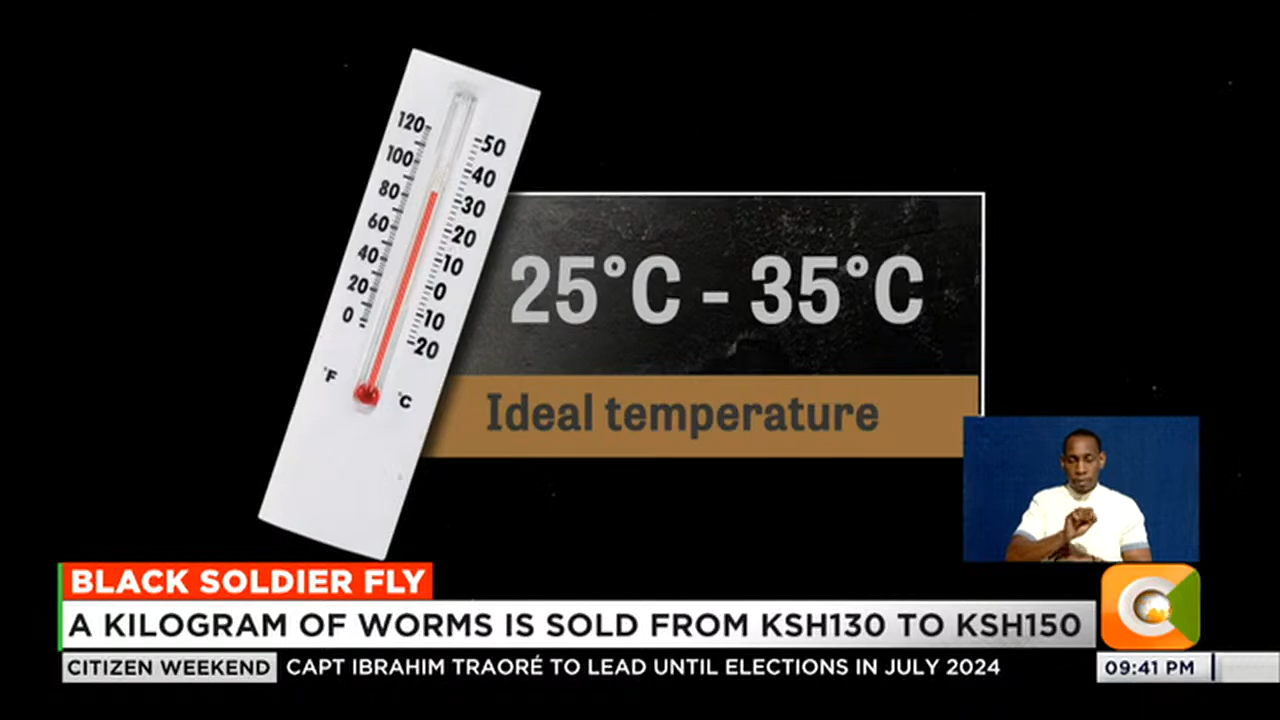 120
100
80
60
40
20
0
°F
50
40
30
20
10
0
10
20
°C
25°C - 35°C
Ideal temperature
BLACK SOLDIER FLY
A KILOGRAM OF WORMS IS SOLD FROM KSH130 TO KSH150
CITIZEN WEEKEND
CAPT IBRAHIM TRAORÉ TO LEAD UNTIL ELECTIONS IN JULY 2024
09:41 PM